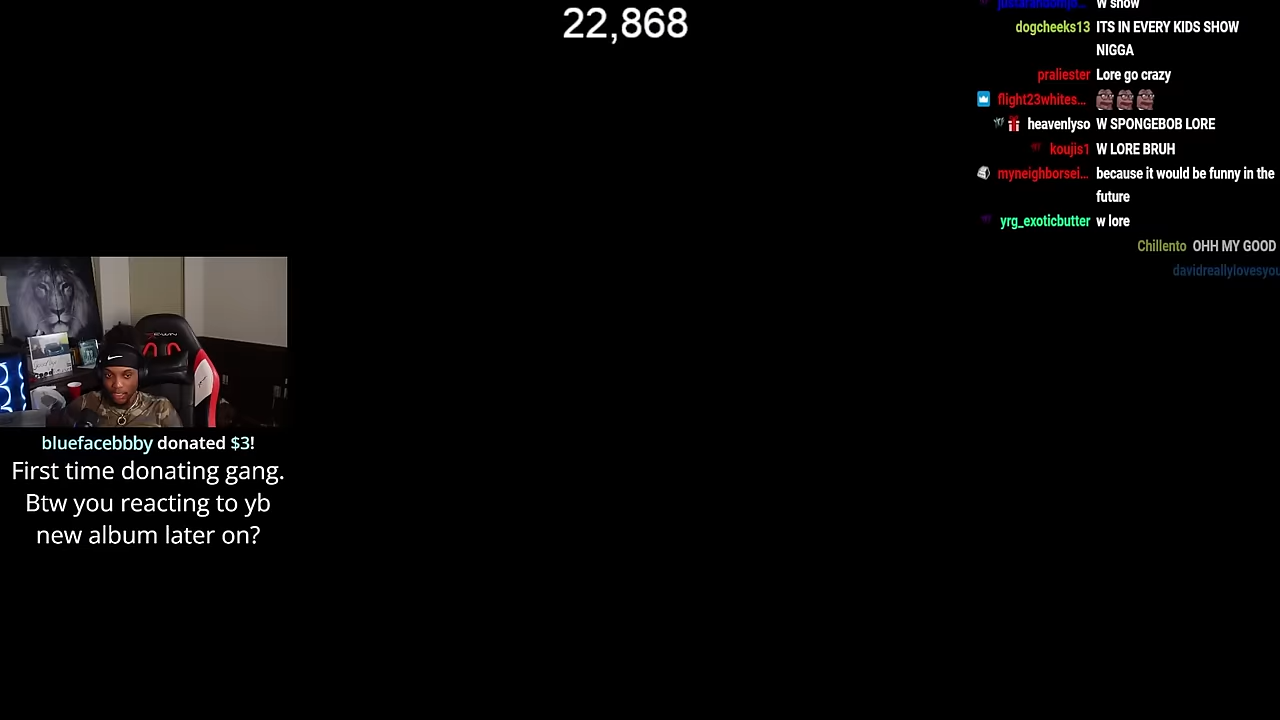 22,868
W show
dogcheeks13 ITS IN EVERY KIDS SHOW
NIGGA
praliester Lore go crazy
flight23whites…
heavenlyso W SPONGEBOB LORE
koujis1 W LORE BRUH
myneighborsei… because it would be funny in the
future
yrg_exoticbutter w lore
Chillento OHH MY GOOD
davidreallylovesyou
bluefacebbby donated $3!
First time donating gang.
Btw you reacting to yb
new album later on?